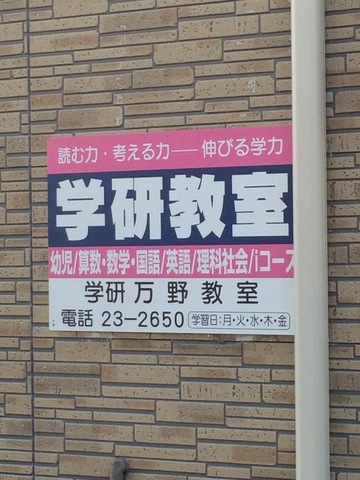 読む力・考える力──伸びる学力
学研教室
幼児/算数・数学・国語/英語/理科社会/iコース
学研万野教室
電話 23-2650 学習日:月・火・水・木・金